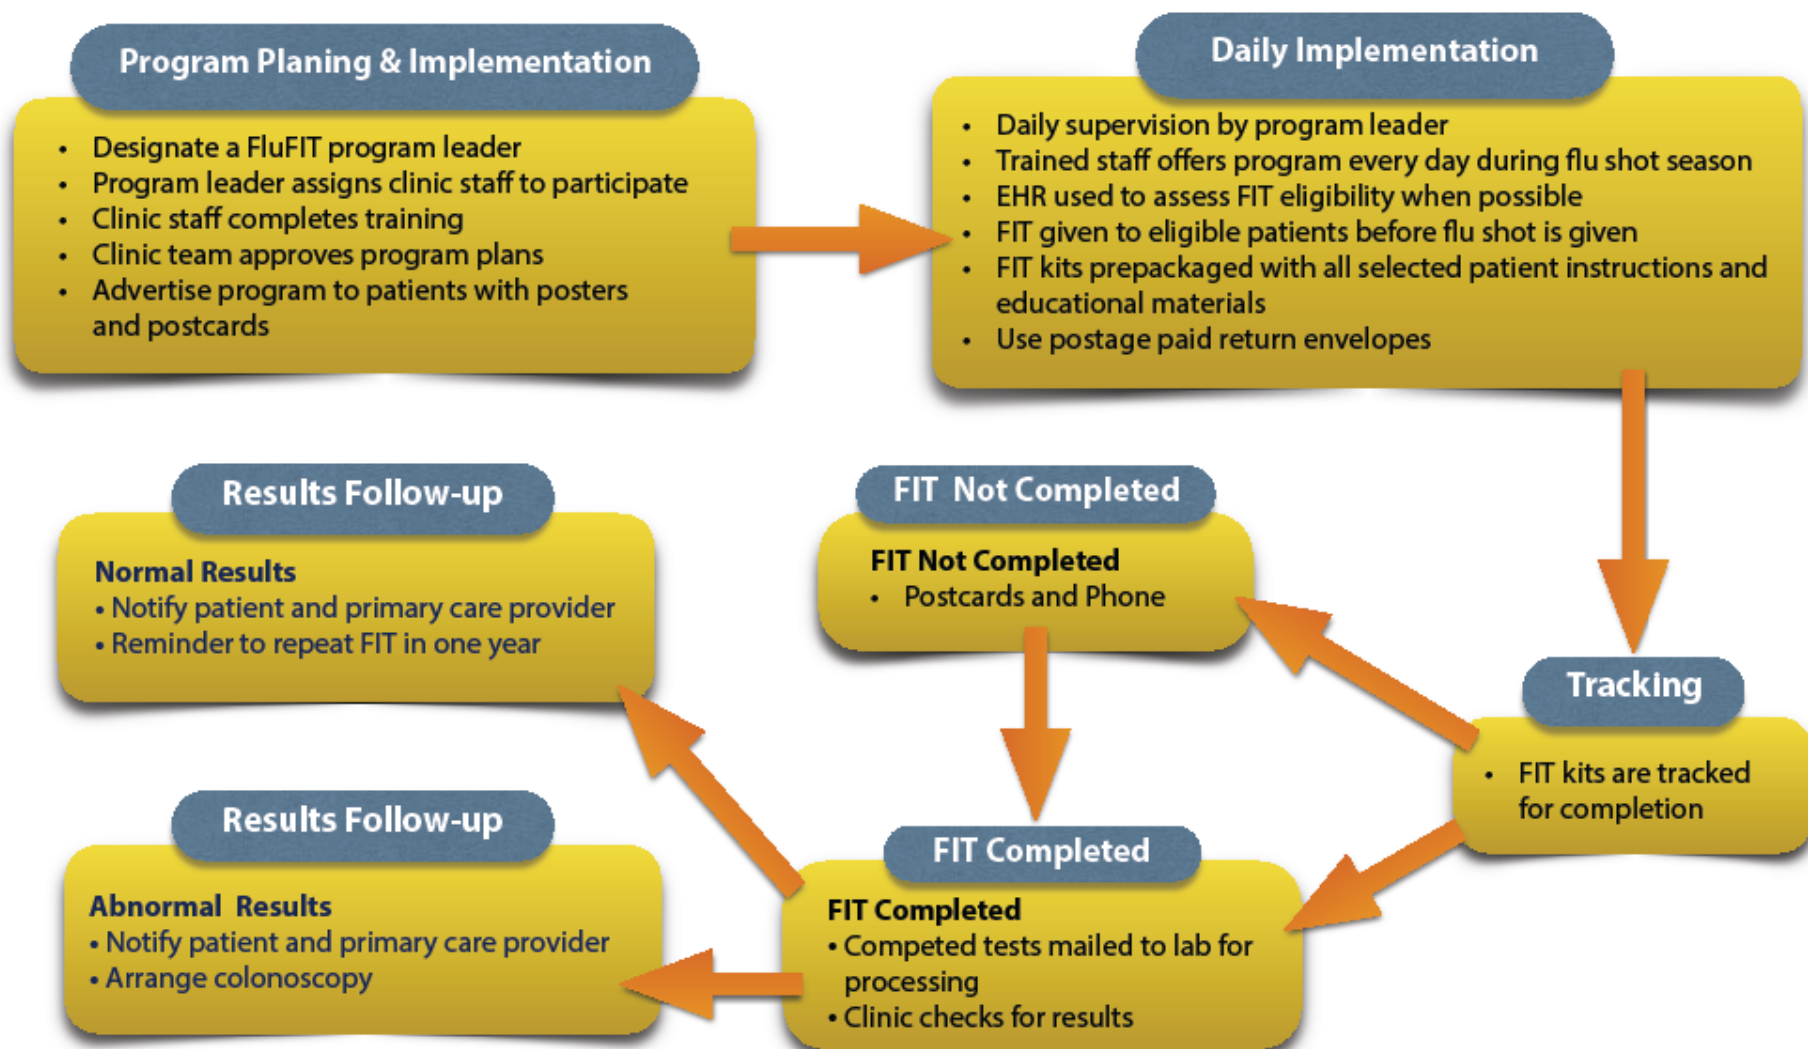 Program Planing & Implementation
• Designate a FluFIT program leader
• Program leader assigns clinic staff to participate
• Clinic staff completes training
• Clinic team approves program plans
• Advertise program to patients with posters
and postcards
Daily Implementation
• Daily supervision by program leader
• Trained staff offers program every day during flu shot season
• EHR used to assess FIT eligibility when possible
• FIT given to eligible patients before flu shot is given
• FIT kits prepackaged with all selected patient instructions and
educational materials
• Use postage paid return envelopes
Tracking
• FIT kits are tracked
for completion
FIT Not Completed
FIT Not Completed
• Postcards and Phone
FIT Completed
FIT Completed
• Competed tests mailed to lab for
processing
• Clinic checks for results
Results Follow-up
Normal Results
• Notify patient and primary care provider
• Reminder to repeat FIT in one year
Results Follow-up
Abnormal Results
• Notify patient and primary care provider
• Arrange colonoscopy